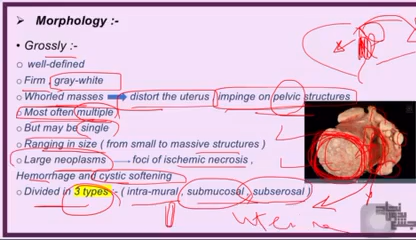 ➤ Morphology :-
• Grossly :-
○ well-defined
○ Firm , gray-white
○ Whorled masses ➡ distort the uterus , impinge on pelvic structures
○ Most often multiple,
○ But may be single
○ Ranging in size ( from small to massive structures )
○ Large neoplasms → foci of ischemic necrosis ,
Hemorrhage and cystic softening
○ Divided in 3 types :- ( intra-mural , submucosal , subserosal )